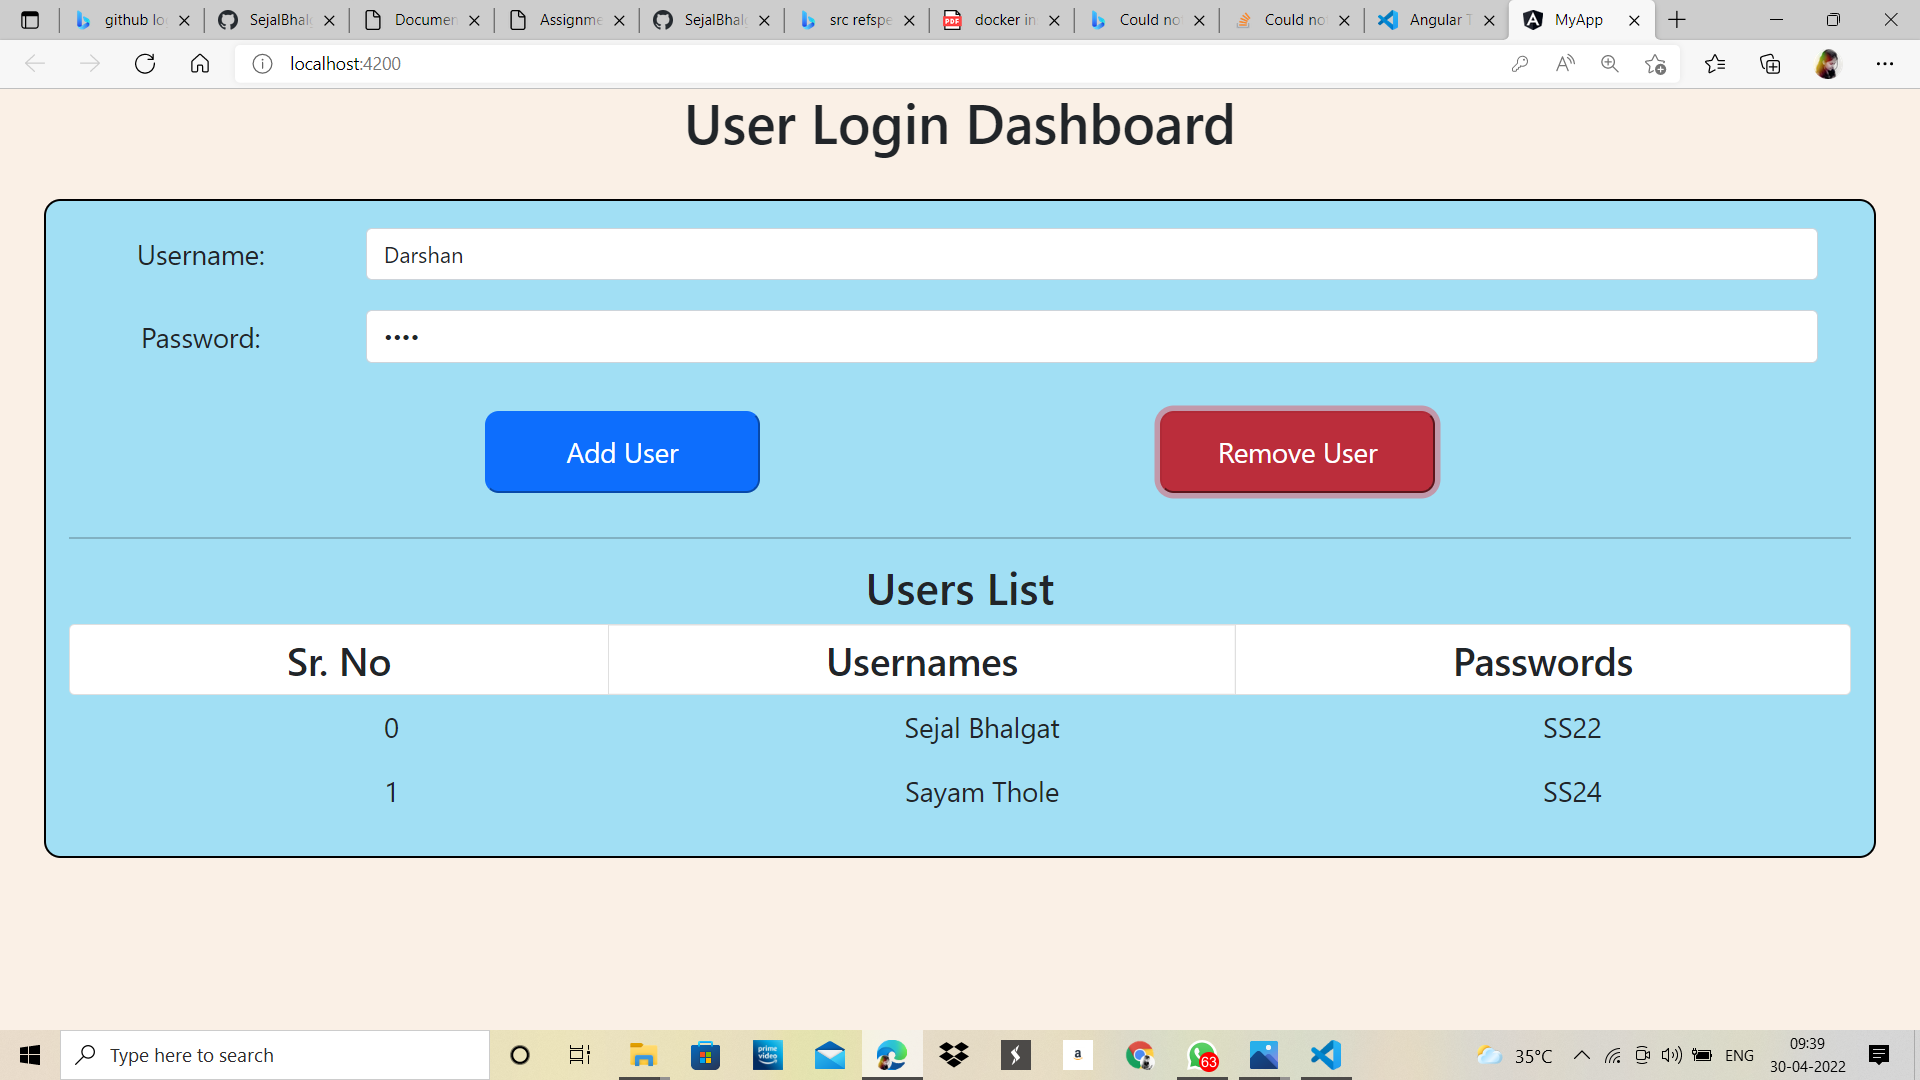 github lo
SejalBhal
Documen
Assignme
SejalBhal
src refspe
docker in
Could no
Could no
Angular T
MyApp
localhost:4200
User Login Dashboard
Username:
Darshan
Password:
••••
Add User
Remove User
Users List
Sr. No Usernames Passwords
0 Sejal Bhalgat SS22
1 Sayam Thole SS24
Type here to search
prime video
a
63
35°C
ENG
09:39
30-04-2022